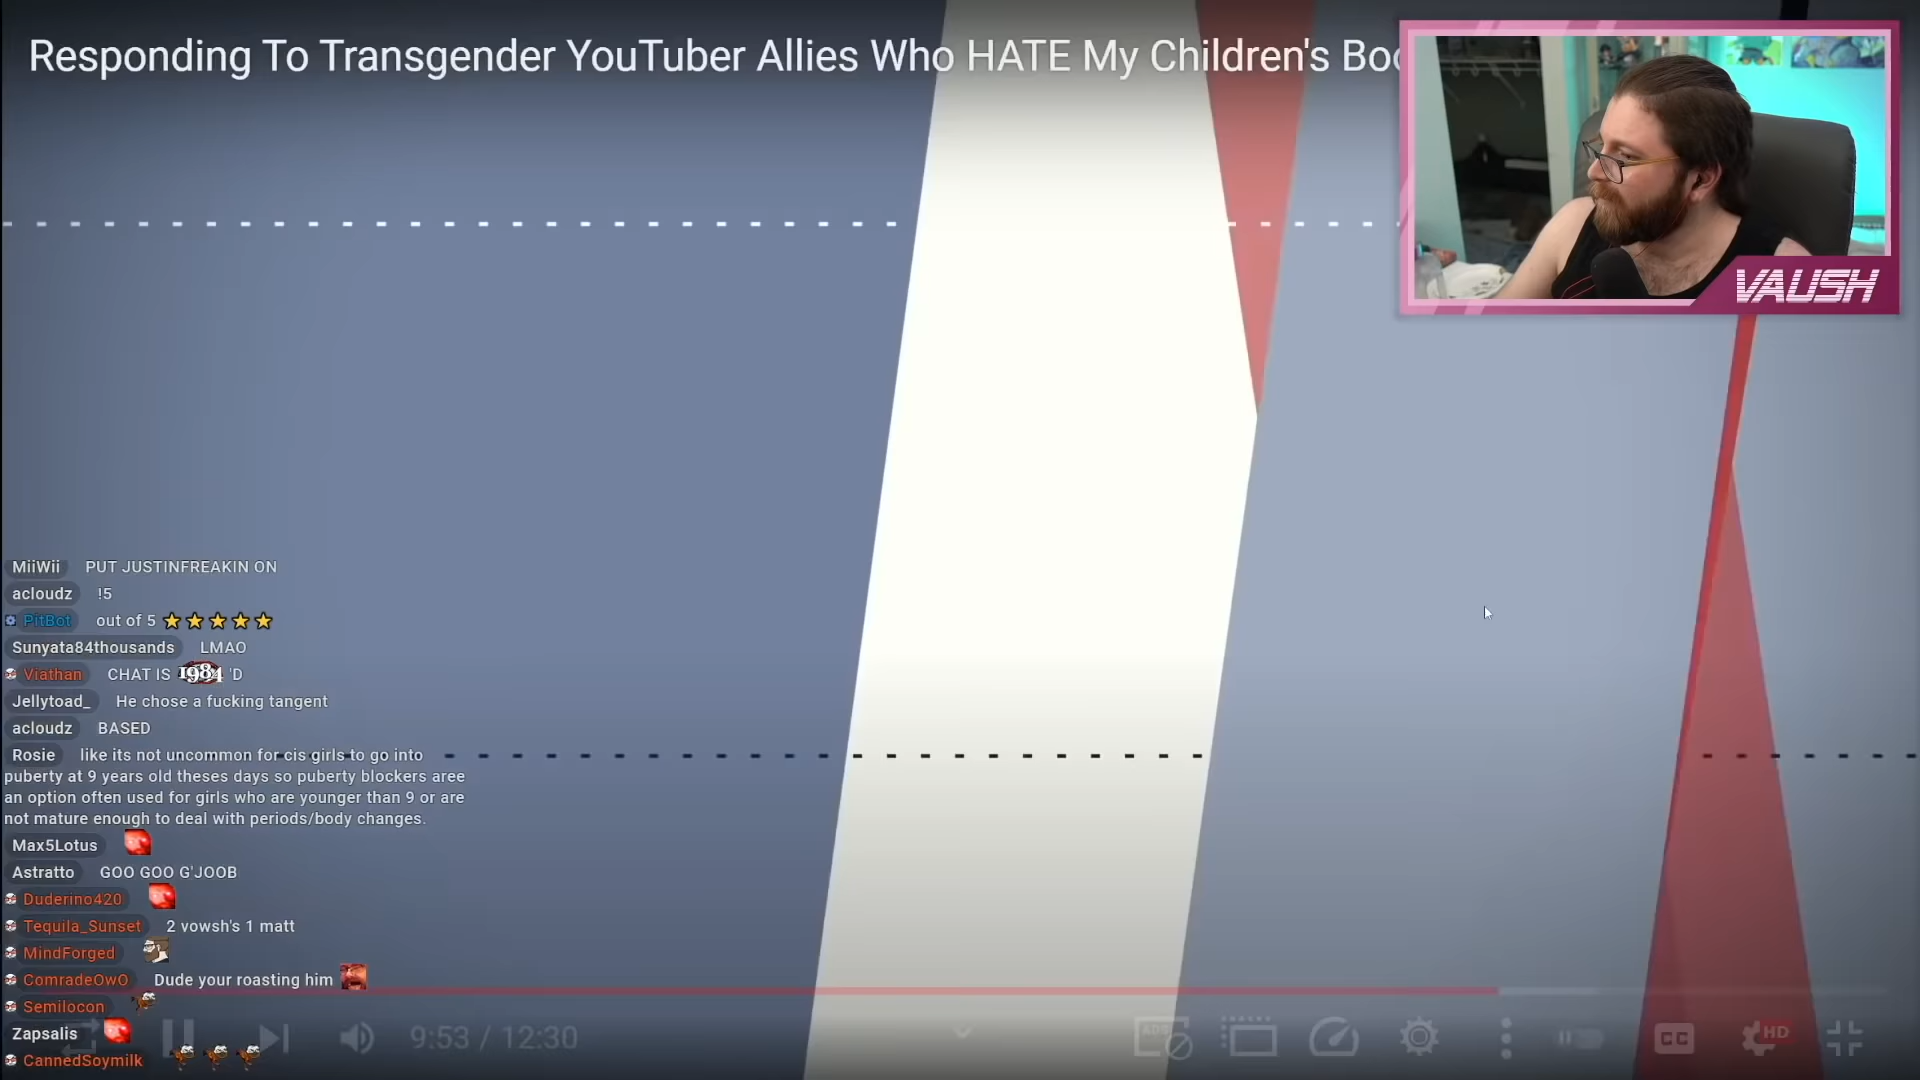 Responding To Transgender YouTuber Allies Who HATE My Children's Boo
VAUSH
MiiWii PUT JUSTINFREAKIN ON
acloudz !5
PitBot out of 5
Sunyata84thousands LMAO
Viathan CHAT IS 1984 'D
Jellytoad_ He chose a fucking tangent
acloudz BASED
Rosie like its not uncommon for cis girls to go into
puberty at 9 years old theses days so puberty blockers aree
an option often used for girls who are younger than 9 or are
not mature enough to deal with periods/body changes.
Max5Lotus
Astratto GOO GOO G'JOOB
Duderino420
Tequila_Sunset 2 vowsh's 1 matt
MindForged
ComradeOwO Dude your roasting him
Semilocon
Zapsalis
CannedSoymilk
9:53 / 12:30
ADS
CC
HD